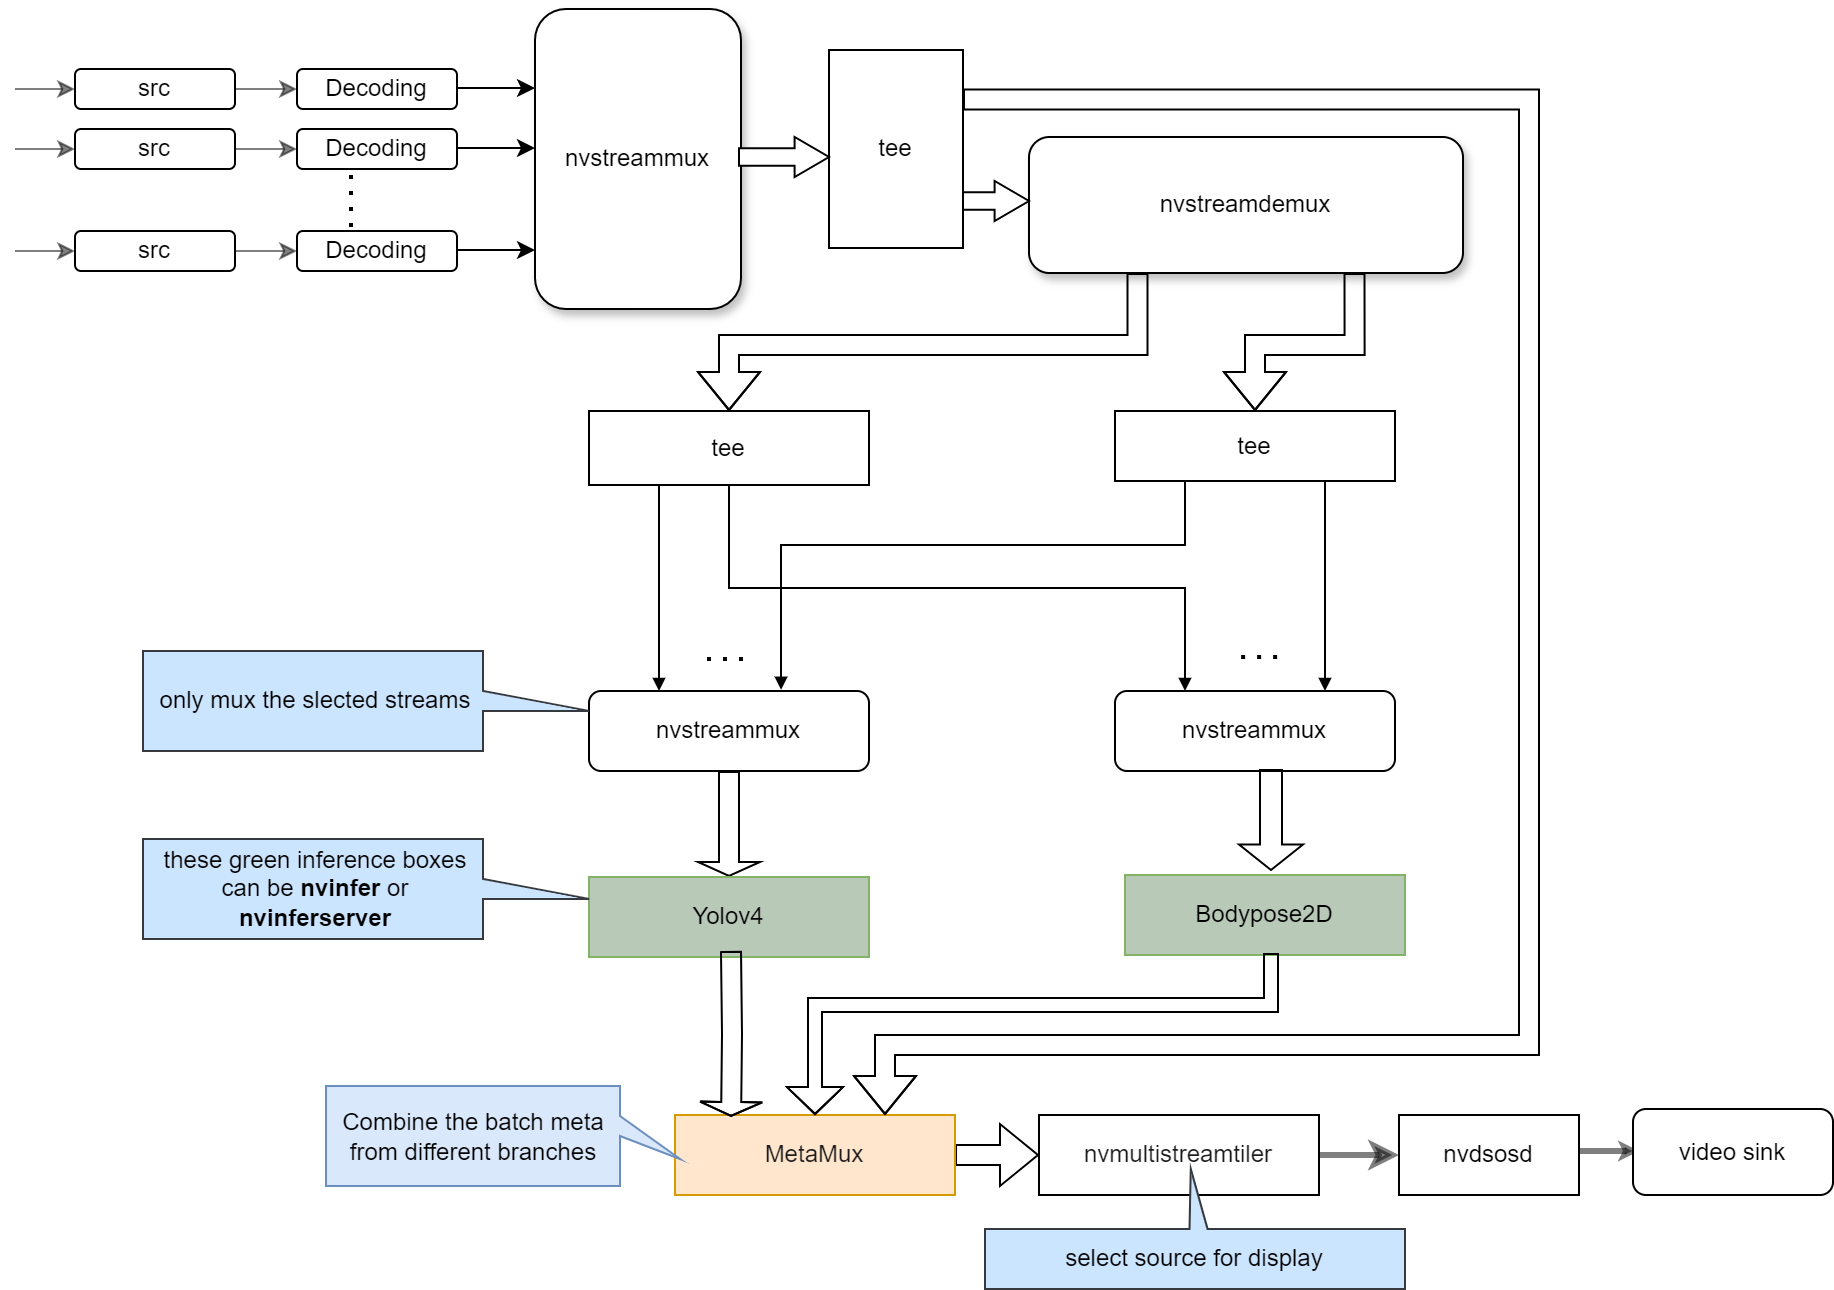 src
Decoding
src
Decoding
src
Decoding
nvstreammux
tee
nvstreamdemux
tee
tee
only mux the slected streams
nvstreammux
nvstreammux
these green inference boxes
can be nvinfer or
nvinferserver
Yolov4
Bodypose2D
Combine the batch meta
from different branches
MetaMux
nvmultistreamtiler
nvdsosd
video sink
select source for display